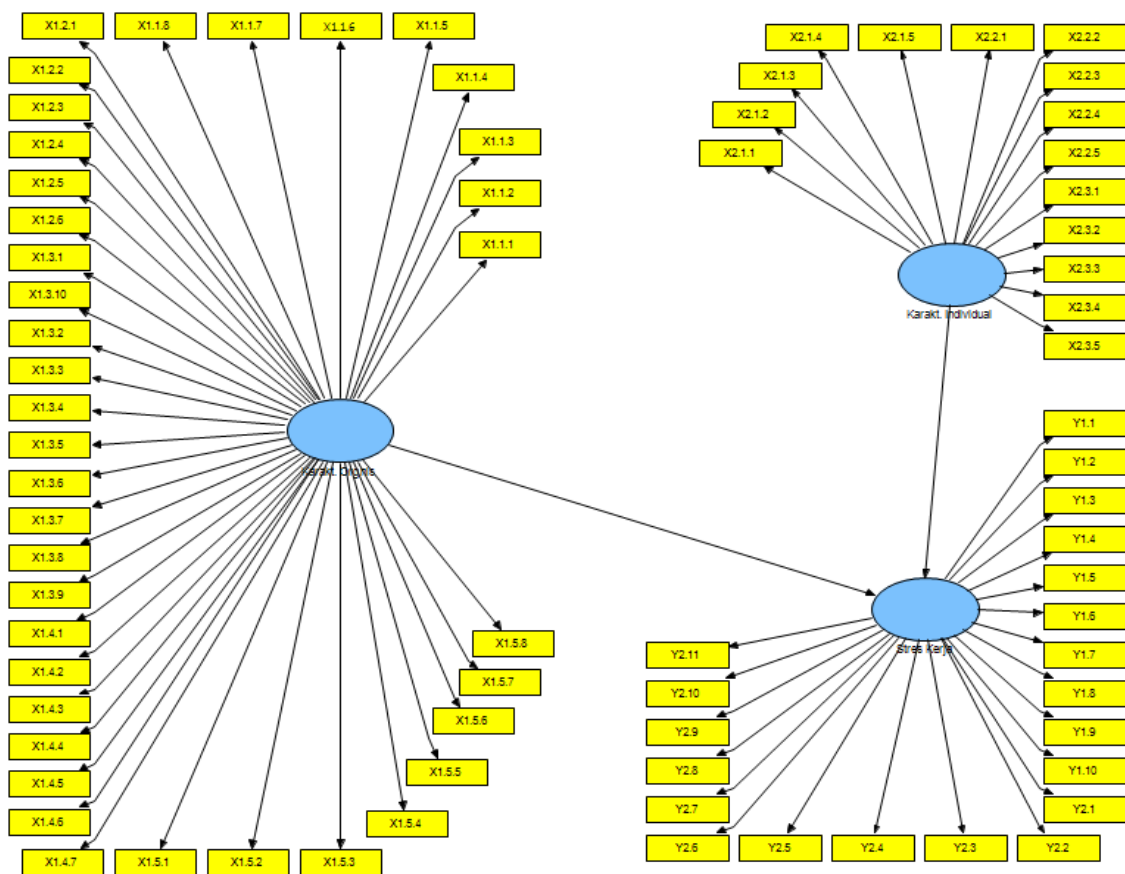 X1.2.1
X1.1.8
X1.1.7
X1.1.6
X1.1.5
X1.1.4
X1.1.3
X1.1.2
X1.1.1
X1.2.2
X1.2.3
X1.2.4
X1.2.5
X1.2.6
X1.3.1
X1.3.10
X1.3.2
X1.3.3
X1.3.4
X1.3.5
X1.3.6
X1.3.7
X1.3.8
X1.3.9
X1.4.1
X1.4.2
X1.4.3
X1.4.4
X1.4.5
X1.4.6
X1.4.7
X1.5.1
X1.5.2
X1.5.3
X1.5.4
X1.5.5
X1.5.6
X1.5.7
X1.5.8
Karakt. Orgnis
X2.1.1
X2.1.2
X2.1.3
X2.1.4
X2.1.5
X2.2.1
X2.2.2
X2.2.3
X2.2.4
X2.2.5
X2.3.1
X2.3.2
X2.3.3
X2.3.4
X2.3.5
Karakt. Individual
Y1.1
Y1.2
Y1.3
Y1.4
Y1.5
Y1.6
Y1.7
Y1.8
Y1.9
Y1.10
Y2.1
Y2.2
Y2.3
Y2.4
Y2.5
Y2.6
Y2.7
Y2.8
Y2.9
Y2.10
Y2.11
Stres Kerja